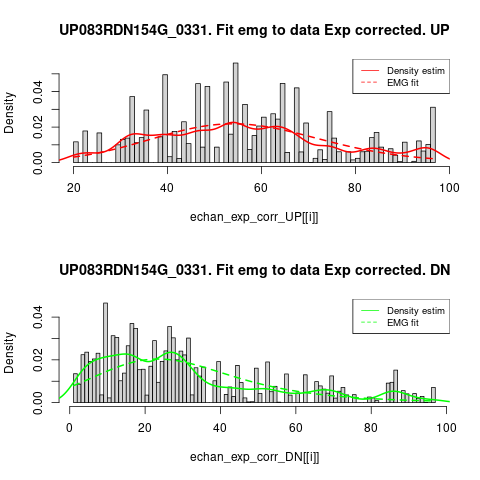 UP083RDN154G_0331. Fit emg to data Exp corrected. UP
Density
0.00 0.02 0.04
Density estim
EMG fit
20 40 60 80 100
echan_exp_corr_UP[[i]]
UP083RDN154G_0331. Fit emg to data Exp corrected. DN
Density
0.00 0.02 0.04
Density estim
EMG fit
0 20 40 60 80 100
echan_exp_corr_DN[[i]]